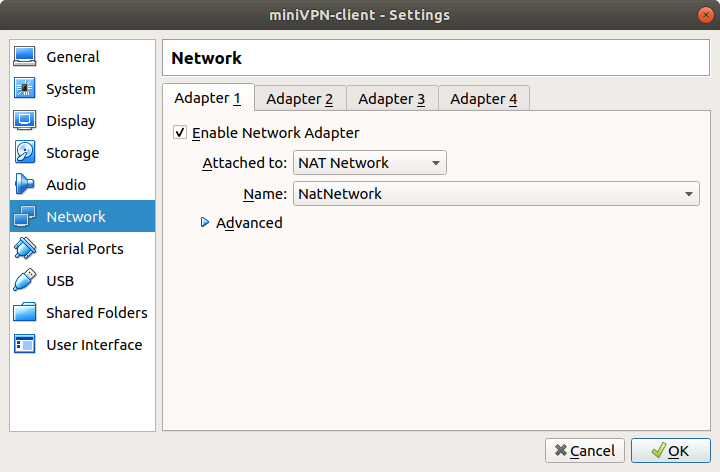 miniVPN-client - Settings
General
System
Display
Storage
Audio
Network
Serial Ports
USB
Shared Folders
User Interface
Network
Adapter 1 Adapter 2 Adapter 3 Adapter 4
Enable Network Adapter
Attached to: NAT Network
Name: NatNetwork
Advanced
Cancel OK